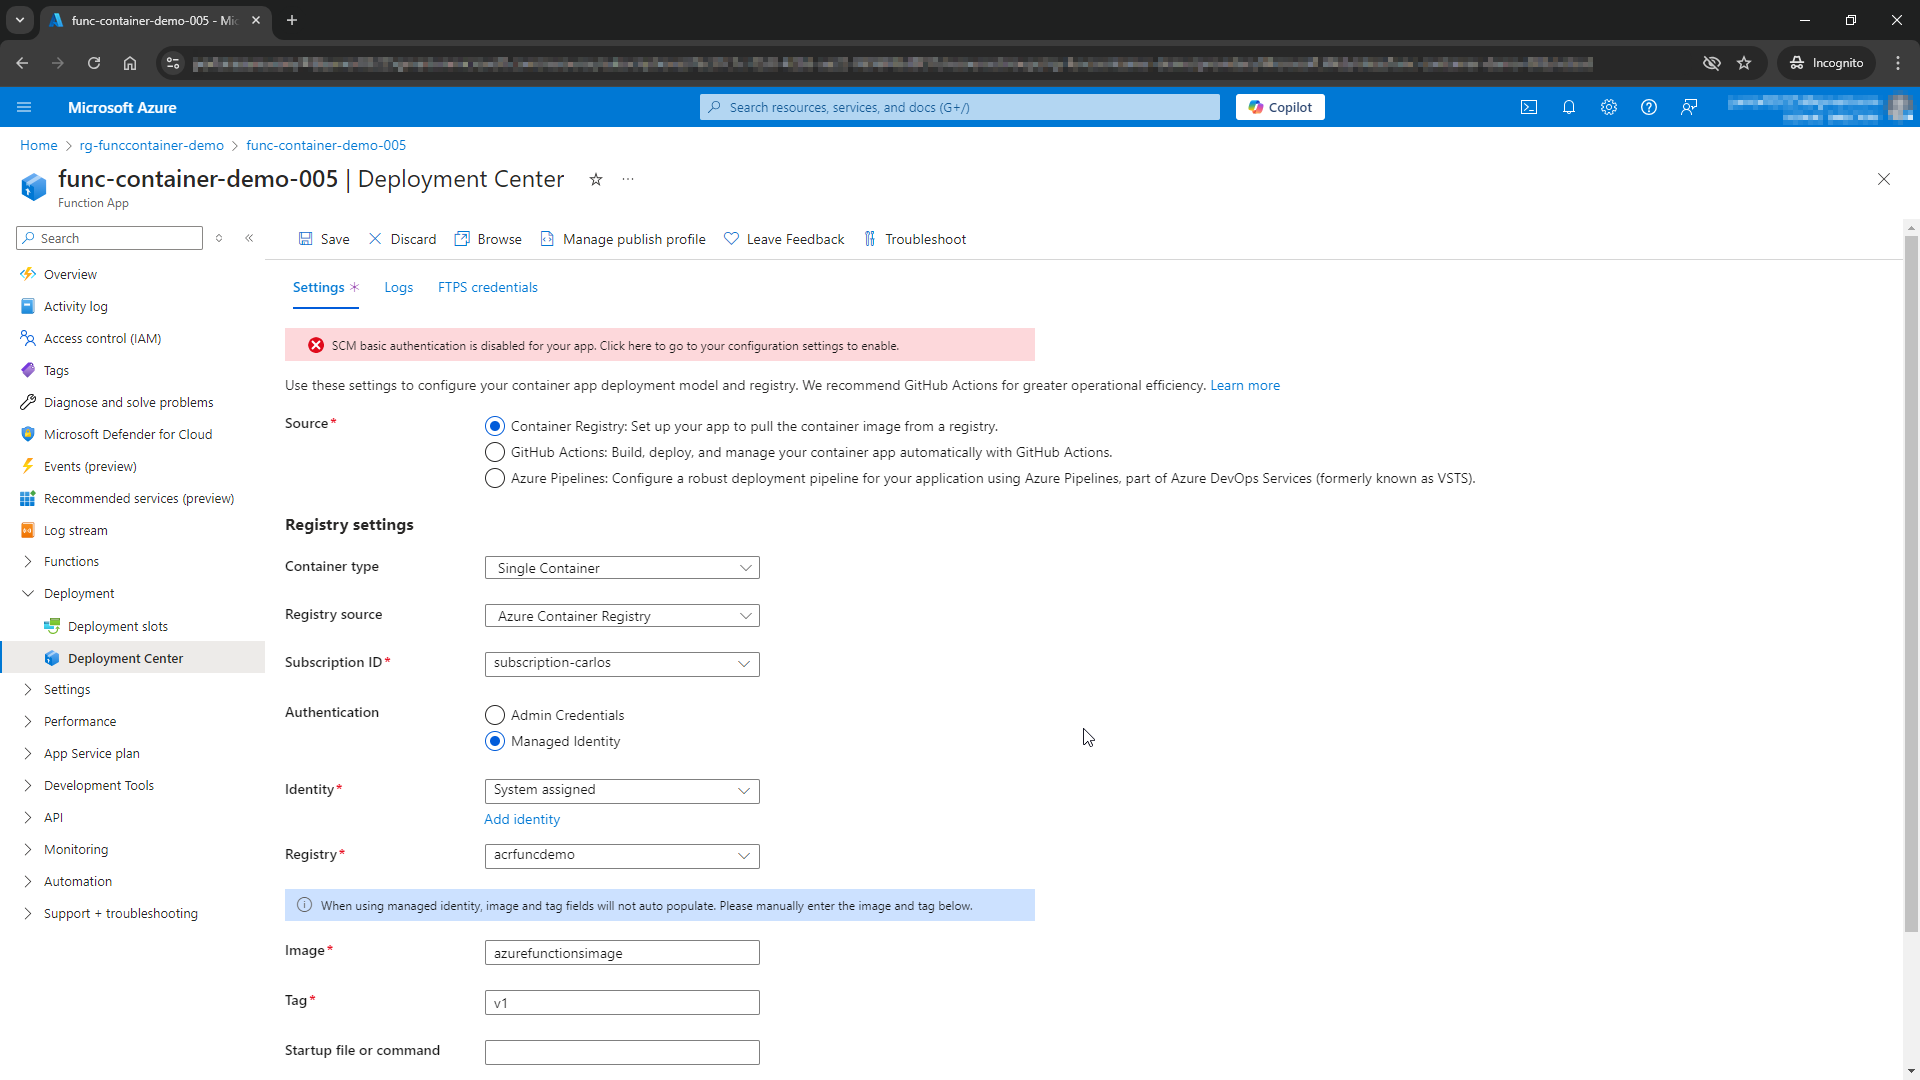 func-container-demo-005 - Mic
Incognito
Microsoft Azure
Search resources, services, and docs (G+/)
Copilot
Home > rg-funccontainer-demo > func-container-demo-005
func-container-demo-005 | Deployment Center
Function App
Search
Save
Discard
Browse
Manage publish profile
Leave Feedback
Troubleshoot
Overview
Activity log
Access control (IAM)
Tags
Diagnose and solve problems
Microsoft Defender for Cloud
Events (preview)
Recommended services (preview)
Log stream
Functions
Deployment
Deployment slots
Deployment Center
Settings
Performance
App Service plan
Development Tools
API
Monitoring
Automation
Support + troubleshooting
Settings *
Logs
FTPS credentials
SCM basic authentication is disabled for your app. Click here to go to your configuration settings to enable.
Use these settings to configure your container app deployment model and registry. We recommend GitHub Actions for greater operational efficiency. Learn more
Source*
Container Registry: Set up your app to pull the container image from a registry.
GitHub Actions: Build, deploy, and manage your container app automatically with GitHub Actions.
Azure Pipelines: Configure a robust deployment pipeline for your application using Azure Pipelines, part of Azure DevOps Services (formerly known as VSTS).
Registry settings
Container type
Single Container
Registry source
Azure Container Registry
Subscription ID*
subscription-carlos
Authentication
Admin Credentials
Managed Identity
Identity*
System assigned
Add identity
Registry*
acrfuncdemo
When using managed identity, image and tag fields will not auto populate. Please manually enter the image and tag below.
Image*
azurefunctionsimage
Tag*
v1
Startup file or command